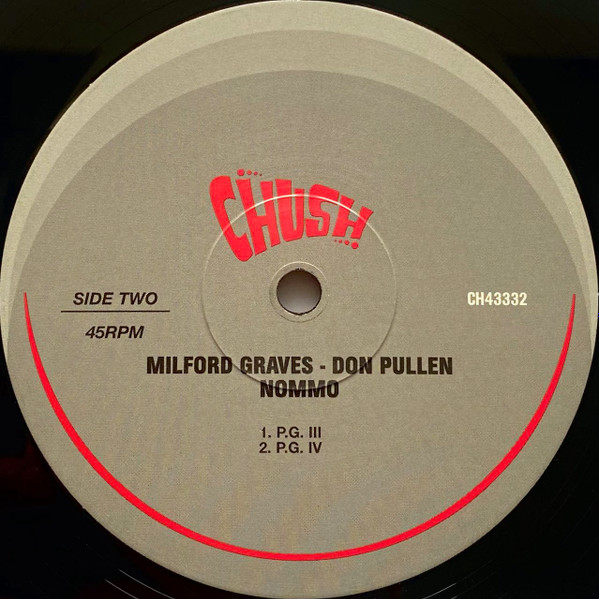 CHUSH
SIDE TWO
CH43332
45RPM
MILFORD GRAVES - DON PULLEN
NOMMO
1. P.G. III
2. P.G. IV